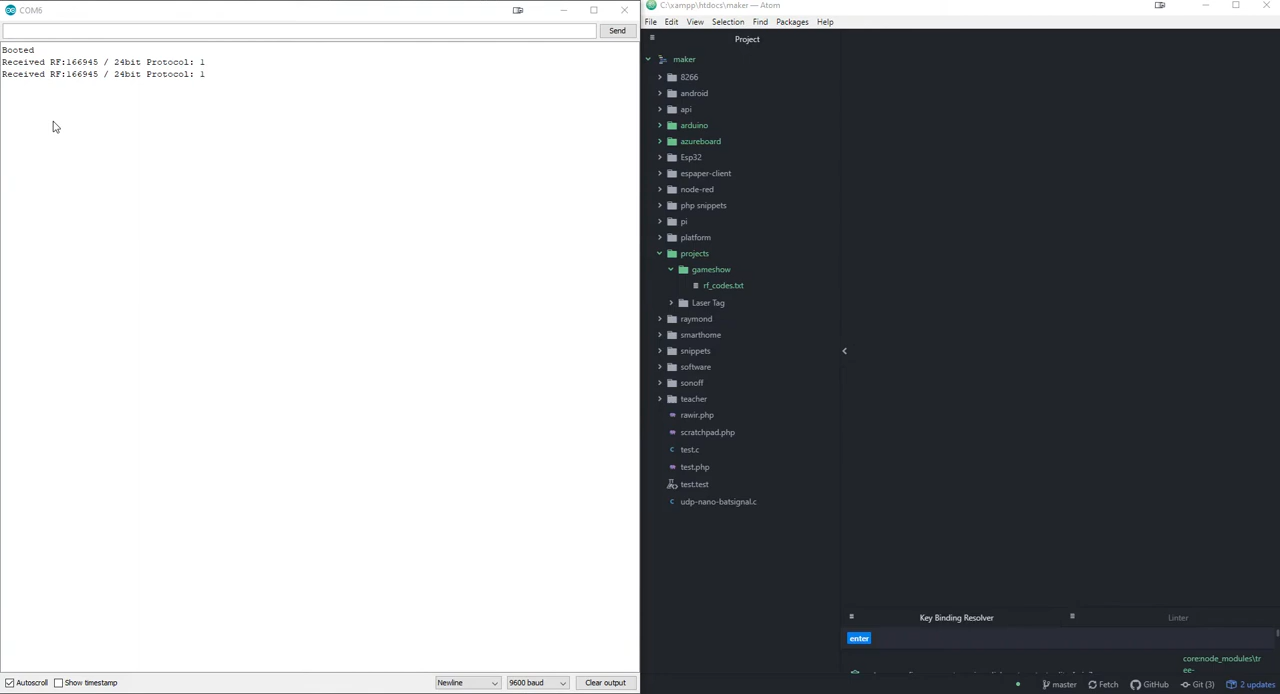 COM6
Send
Booted
Received RF:166945 / 24bit Protocol: 1
Received RF:166945 / 24bit Protocol: 1
Autoscroll
Show timestamp
Newline
9600 baud
Clear output
C:\xampp\htdocs\maker — Atom
File Edit View Selection Find Packages Help
Project
maker
8266
android
api
arduino
azureboard
Esp32
espaper-client
node-red
php snippets
pi
platform
projects
gameshow
rf_codes.txt
Laser Tag
raymond
smarthome
snippets
software
sonoff
teacher
rawir.php
scratchpad.php
test.c
test.php
test.test
udp-nano-batsignal.c
Key Binding Resolver
Linter
enter
core:node_modules\tr
ee-
master
Fetch
GitHub
Git (3)
2 updates